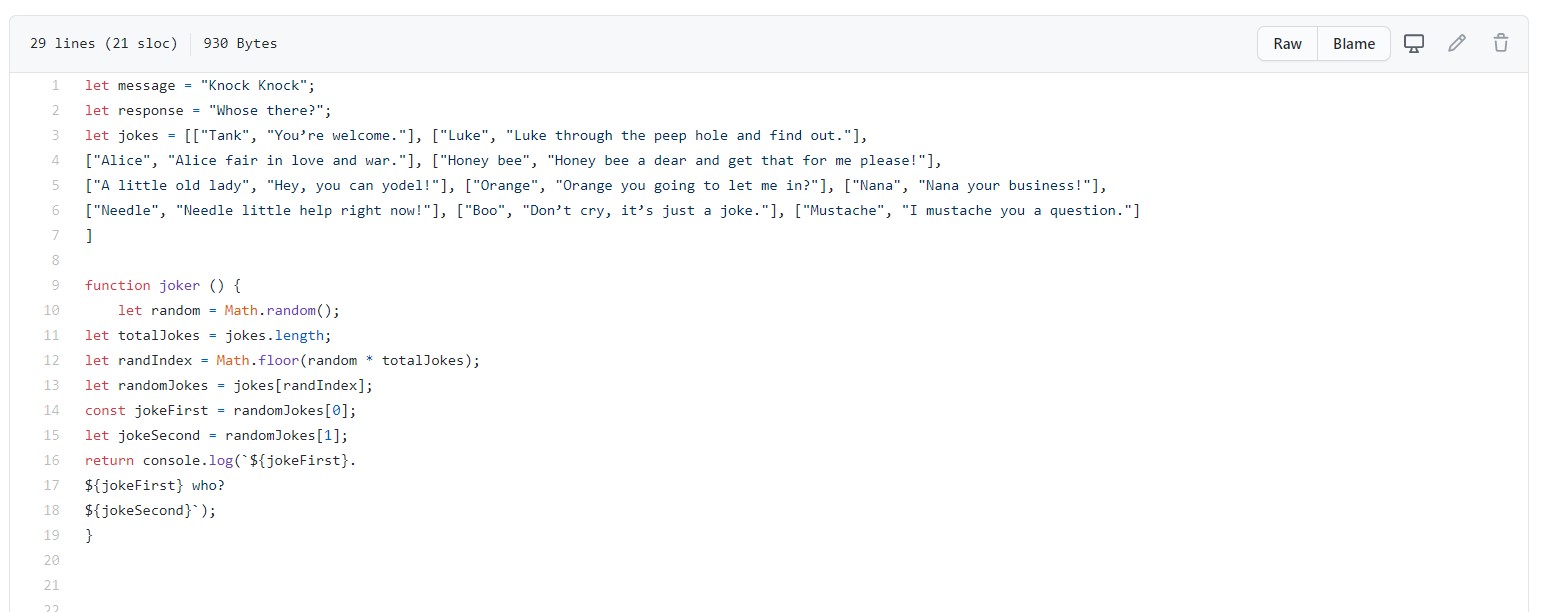 29 lines (21 sloc) 930 Bytes Raw Blame
1 let message = "Knock Knock";
2 let response = "Whose there?";
3 let jokes = [["Tank", "You’re welcome."], ["Luke", "Luke through the peep hole and find out."],
4 ["Alice", "Alice fair in love and war."], ["Honey bee", "Honey bee a dear and get that for me please!"],
5 ["A little old lady", "Hey, you can yodel!"], ["Orange", "Orange you going to let me in?"], ["Nana", "Nana your business!"],
6 ["Needle", "Needle little help right now!"], ["Boo", "Don’t cry, it’s just a joke."], ["Mustache", "I mustache you a question."]
7 ]
8
9 function joker () {
10     let random = Math.random();
11 let totalJokes = jokes.length;
12 let randIndex = Math.floor(random * totalJokes);
13 let randomJokes = jokes[randIndex];
14 const jokeFirst = randomJokes[0];
15 let jokeSecond = randomJokes[1];
16 return console.log(`${jokeFirst}.
17 ${jokeFirst} who?
18 ${jokeSecond}`);
19 }
20
21
22